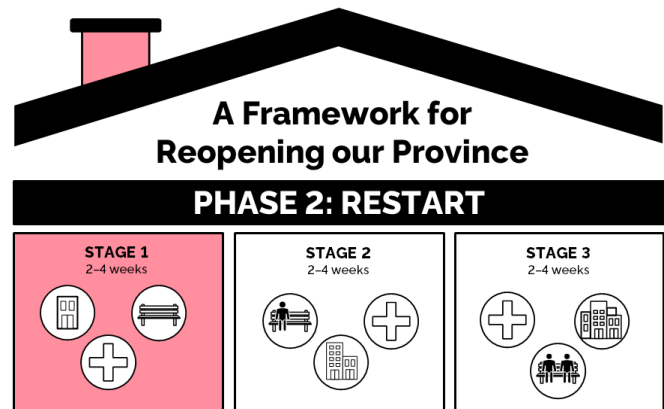 A Framework for
Reopening our Province
PHASE 2: RESTART
STAGE 1
2–4 weeks
STAGE 2
2–4 weeks
STAGE 3
2–4 weeks